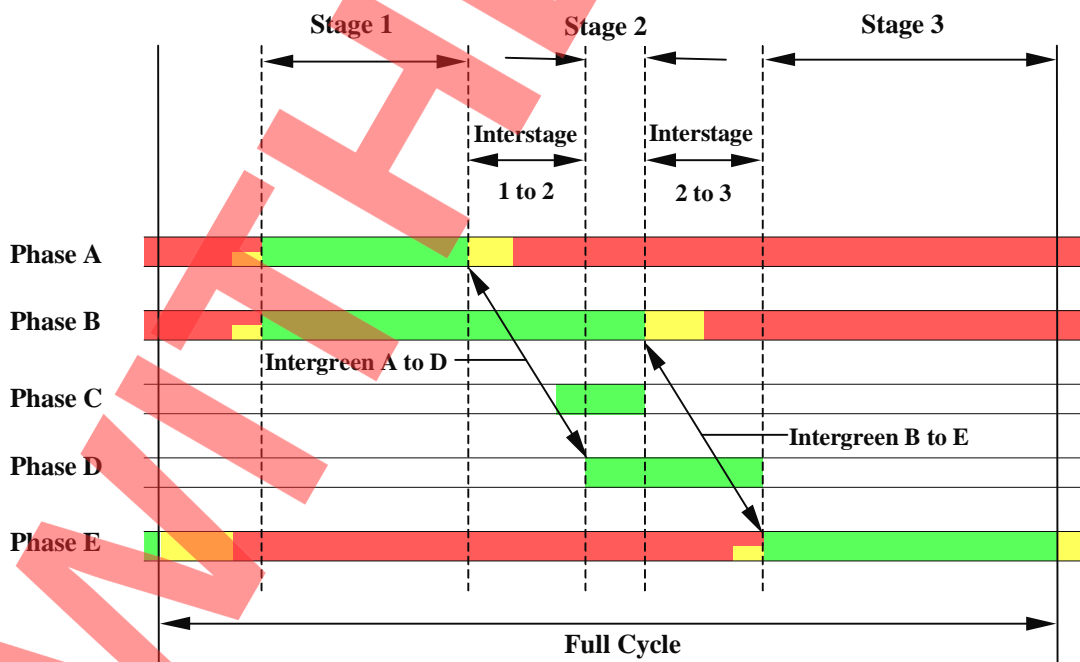 Stage 1
Stage 2
Stage 3
Interstage
1 to 2
Interstage
2 to 3
Phase A
Phase B
Intergreen A to D
Phase C
Intergreen B to E
Phase D
Phase E
Full Cycle